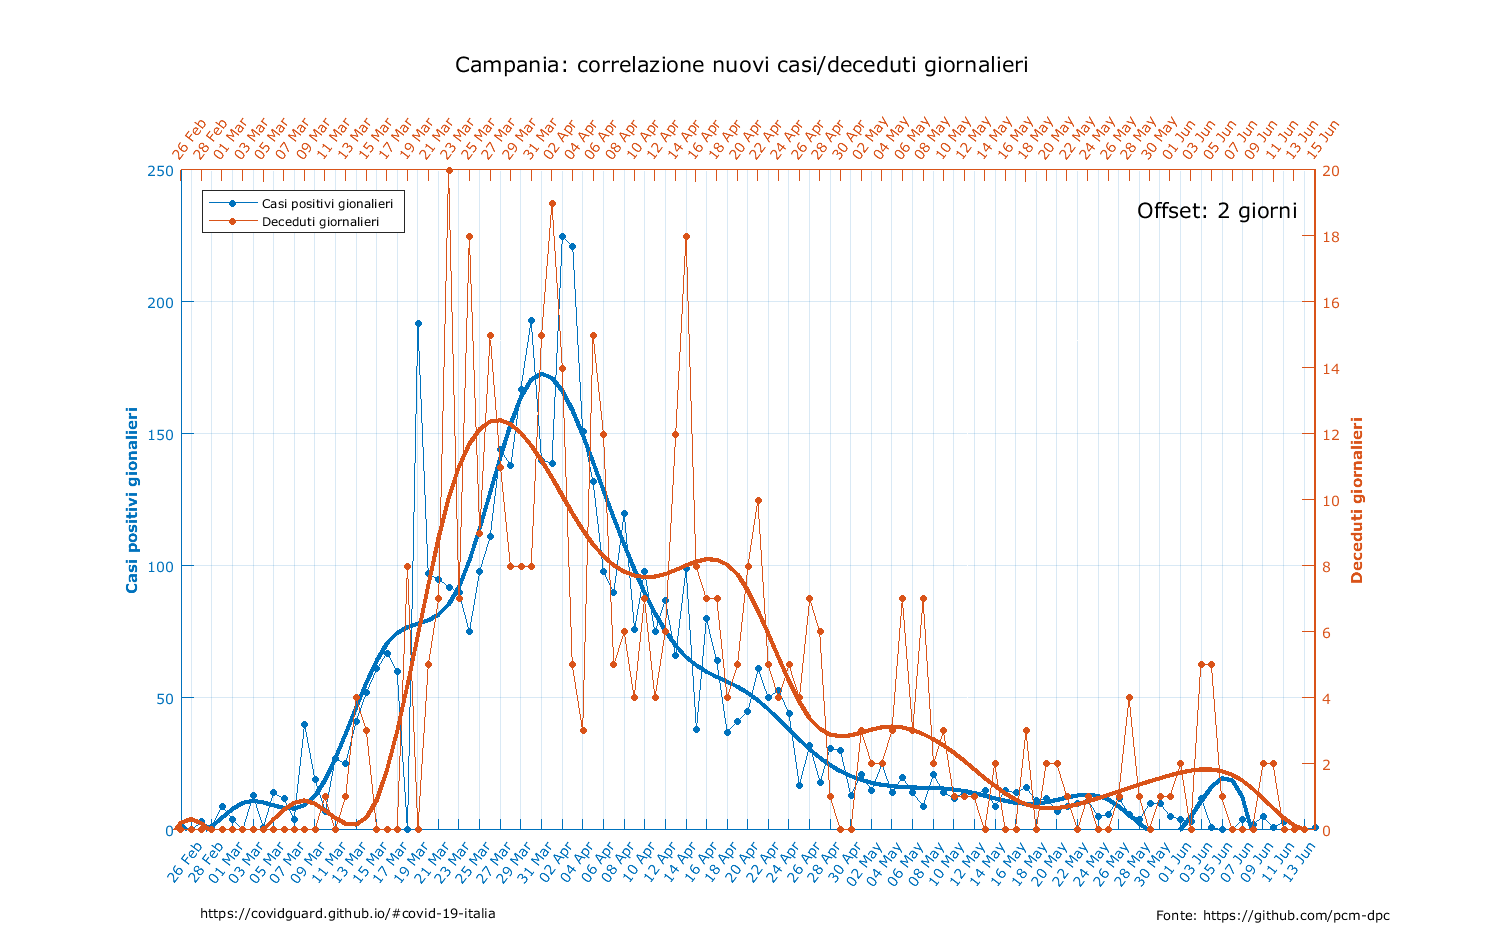 Campania: correlazione nuovi casi/deceduti giornalieri
26 Feb 28 Feb 01 Mar 03 Mar 05 Mar 07 Mar 09 Mar 11 Mar 13 Mar 15 Mar 17 Mar 19 Mar 21 Mar 23 Mar 25 Mar 27 Mar 29 Mar 31 Mar 02 Apr 04 Apr 06 Apr 08 Apr 10 Apr 12 Apr 14 Apr 16 Apr 18 Apr 20 Apr 22 Apr 24 Apr 26 Apr 28 Apr 30 Apr 02 May 04 May 06 May 08 May 10 May 12 May 14 May 16 May 18 May 20 May 22 May 24 May 26 May 28 May 30 May 01 Jun 03 Jun 05 Jun 07 Jun 09 Jun 11 Jun 13 Jun 15 Jun
250
200
150
100
50
0
Casi positivi gionalieri
Casi positivi gionalieri
Deceduti giornalieri
Offset: 2 giorni
20
18
16
14
12
10
8
6
4
2
0
Deceduti giornalieri
26 Feb 28 Feb 01 Mar 03 Mar 05 Mar 07 Mar 09 Mar 11 Mar 13 Mar 15 Mar 17 Mar 19 Mar 21 Mar 23 Mar 25 Mar 27 Mar 29 Mar 31 Mar 02 Apr 04 Apr 06 Apr 08 Apr 10 Apr 12 Apr 14 Apr 16 Apr 18 Apr 20 Apr 22 Apr 24 Apr 26 Apr 28 Apr 30 Apr 02 May 04 May 06 May 08 May 10 May 12 May 14 May 16 May 18 May 20 May 22 May 24 May 26 May 28 May 30 May 01 Jun 03 Jun 05 Jun 07 Jun 09 Jun 11 Jun 13 Jun
https://covidguard.github.io/#covid-19-italia
Fonte: https://github.com/pcm-dpc